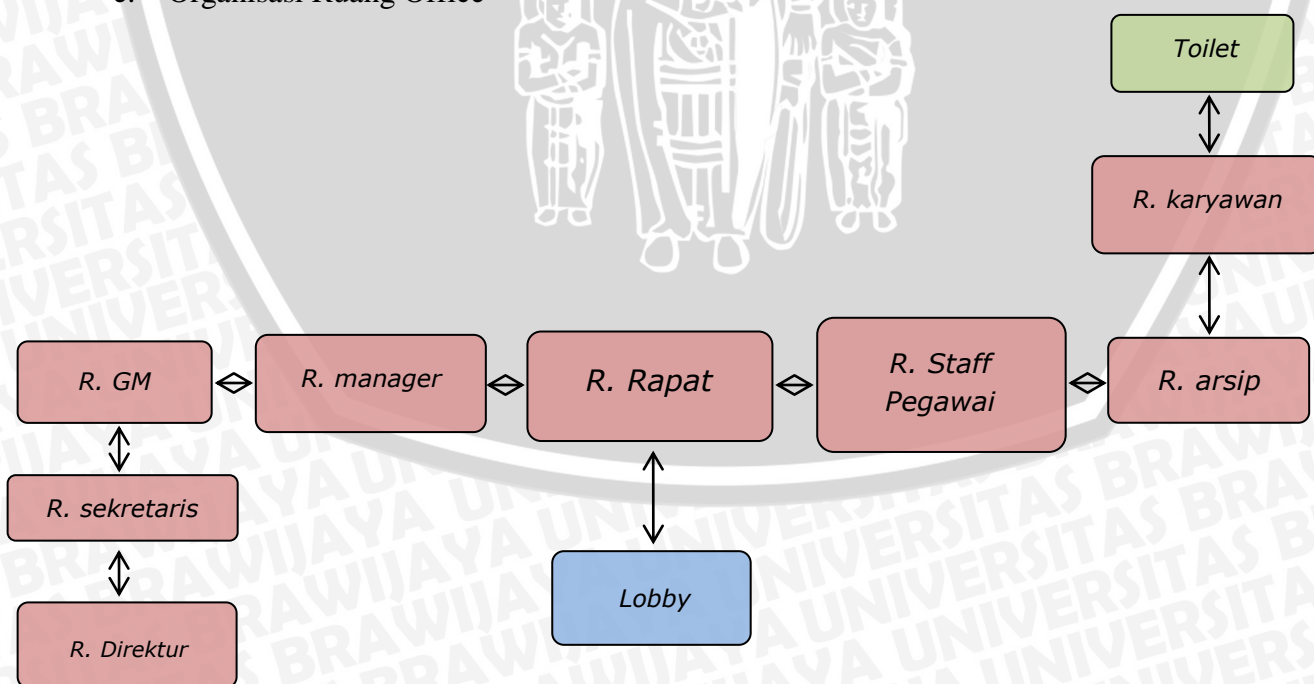 Organisasi Ruang Office
Toilet
R. karyawan
R. GM
R. manager
R. Rapat
R. Staff
Pegawai
R. arsip
R. sekretaris
Lobby
R. Direktur